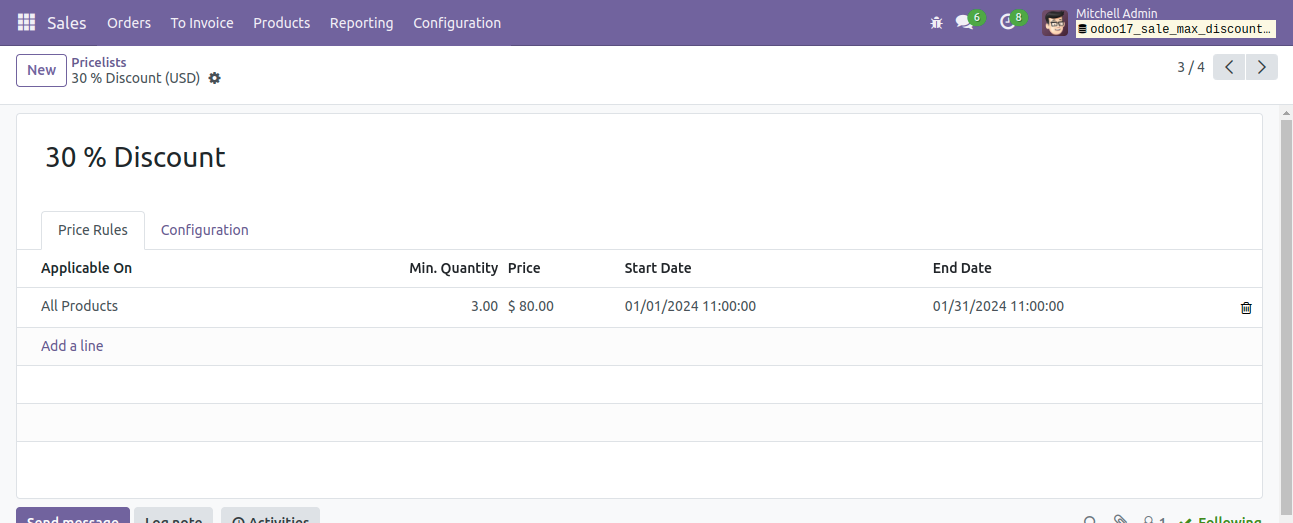 Sales Orders To Invoice Products Reporting Configuration 6 8 Mitchell Admin
odoo17_sale_max_discount...
New Pricelists
30 % Discount (USD) 3 / 4
30 % Discount
Price Rules Configuration
Applicable On Min. Quantity Price Start Date End Date
All Products 3.00 $ 80.00 01/01/2024 11:00:00 01/31/2024 11:00:00
Add a line
Send message Log note Activities 1 Following